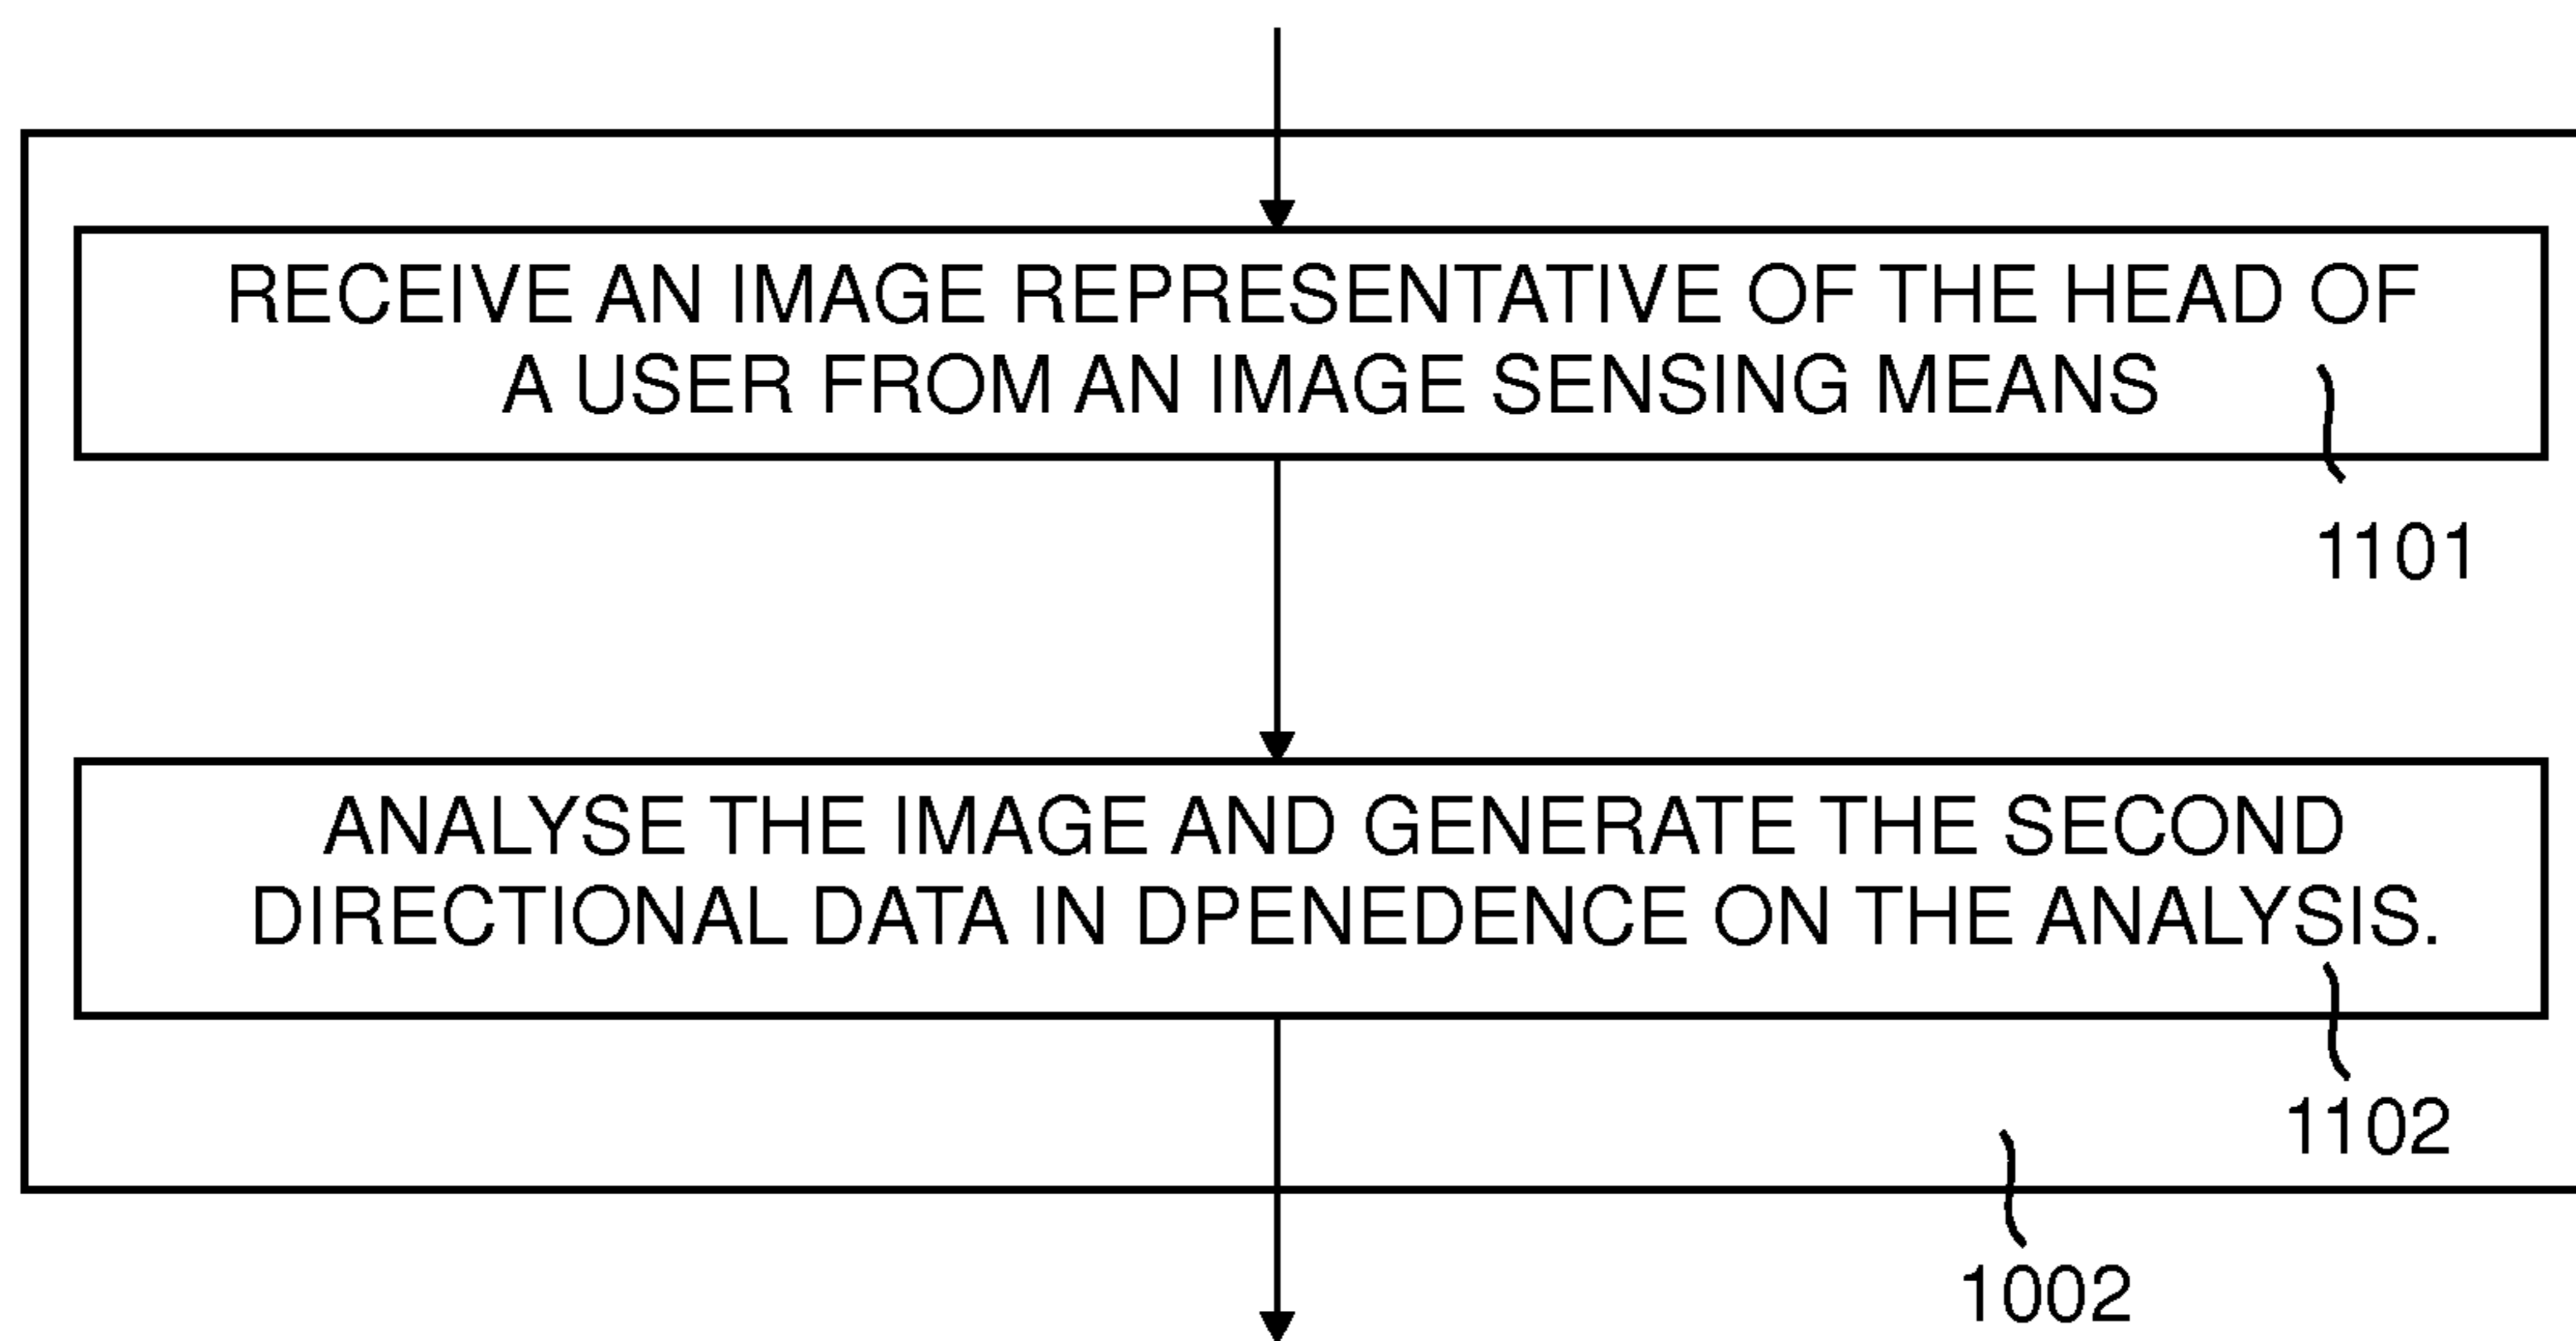 RECEIVE AN IMAGE REPRESENTATIVE OF THE HEAD OF
A USER FROM AN IMAGE SENSING MEANS
1101
ANALYSE THE IMAGE AND GENERATE THE SECOND
DIRECTIONAL DATA IN DPENEDENCE ON THE ANALYSIS.
1102
1002